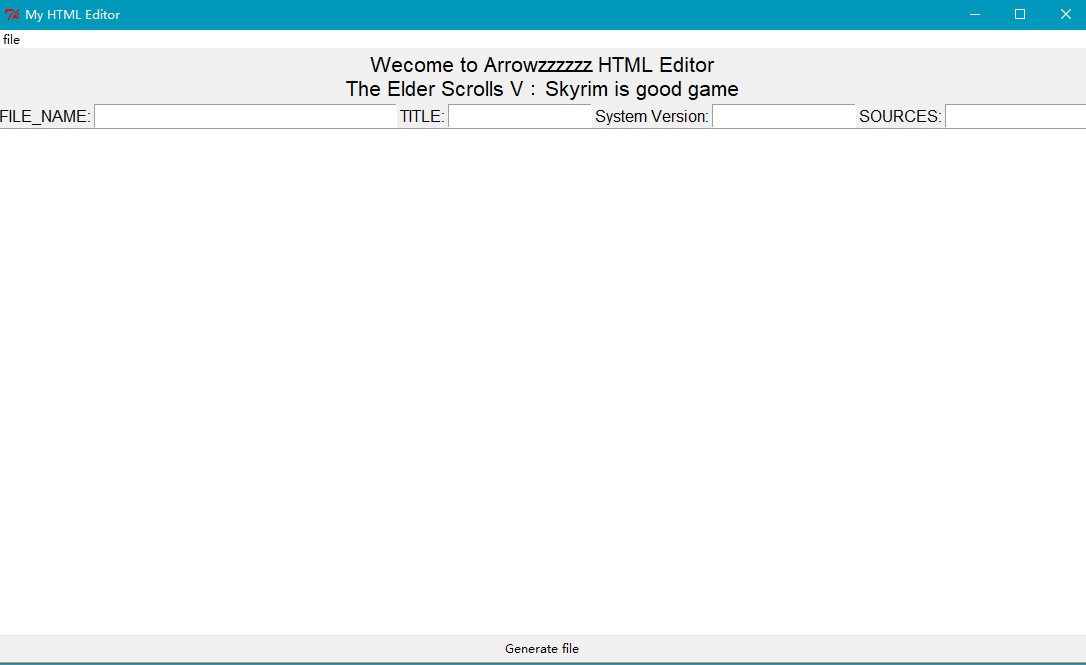 My HTML Editor
file
Wecome to Arrowzzzzzz HTML Editor
The Elder Scrolls V：Skyrim is good game
FILE_NAME: TITLE: System Version: SOURCES:
Generate file